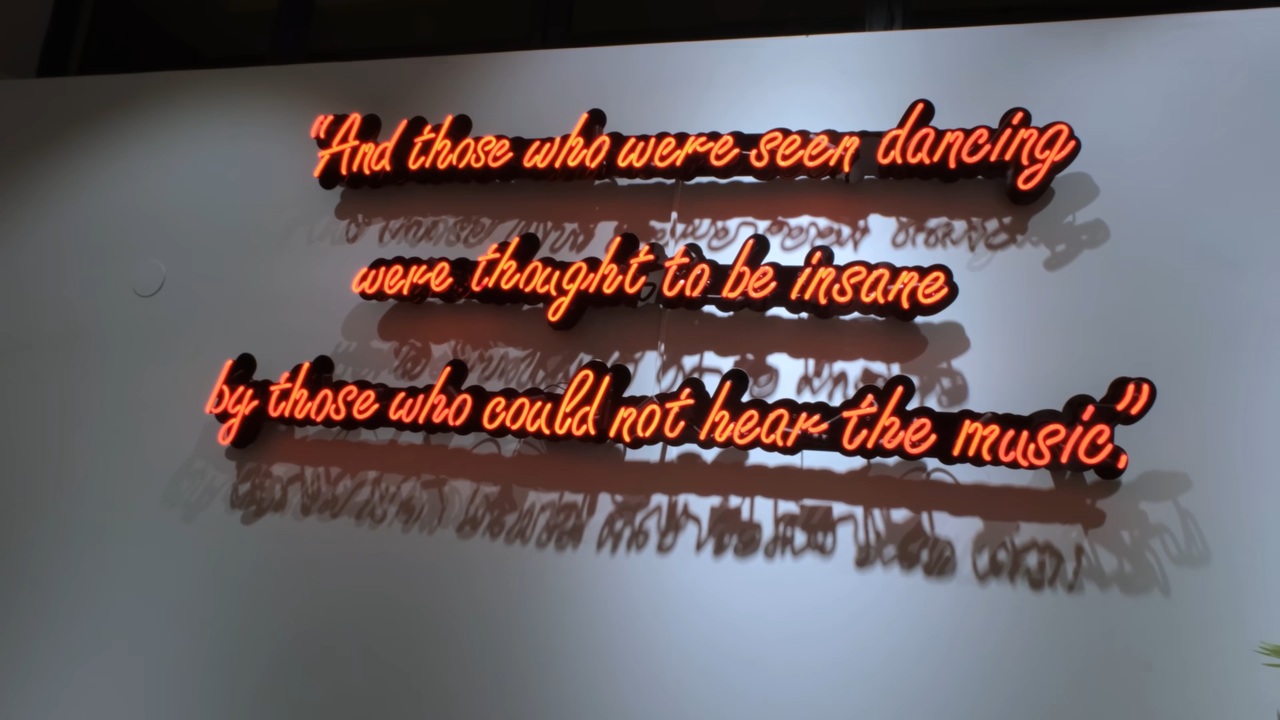 “And those who were seen dancing
were thought to be insane
by those who could not hear the music.”